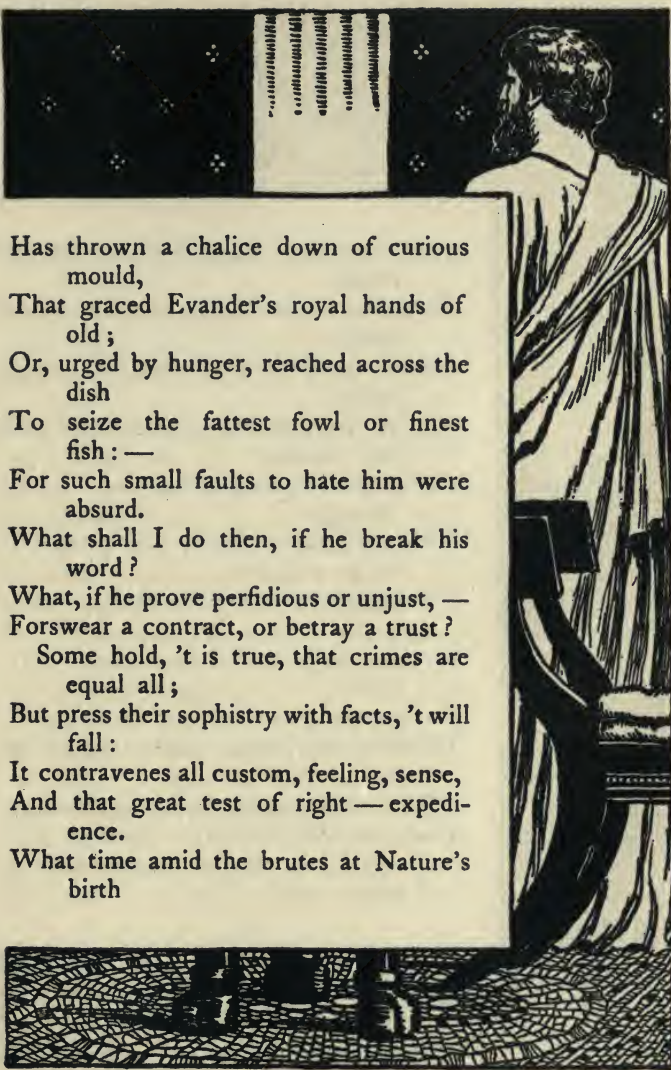 Has thrown a chalice down of curious
mould,
That graced Evander's royal hands of
old ;
Or, urged by hunger, reached across the
dish
To seize the fattest fowl or finest
fish : —
For such small faults to hate him were
absurd.
What shall I do then, if he break his
word ?
What, if he prove perfidious or unjust, —
Forswear a contract, or betray a trust ?
Some hold, 't is true, that crimes are
equal all ;
But press their sophistry with facts, 't will
fall :
It contravenes all custom, feeling, sense,
And that great test of right — expedi-
ence.
What time amid the brutes at Nature's
birth